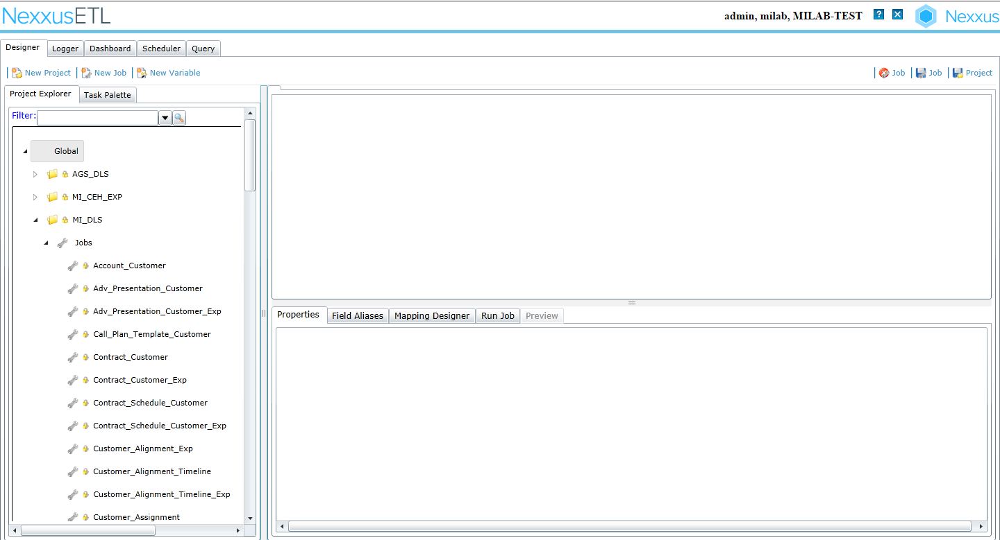 NexxusETL
admin, milab, MILAB-TEST
?
Nexxus
Designer Logger Dashboard Scheduler Query
New Project New Job New Variable
Job Job Project
Project Explorer Task Palette
Filter:
Global
AGS_DLS
MI_CEH_EXP
MI_DLS
Jobs
Account_Customer
Adv_Presentation_Customer
Adv_Presentation_Customer_Exp
Call_Plan_Template_Customer
Contract_Customer
Contract_Customer_Exp
Contract_Schedule_Customer
Contract_Schedule_Customer_Exp
Customer_Alignment_Exp
Customer_Alignment_Timeline
Customer_Alignment_Timeline_Exp
Customer_Assignment
Properties Field Aliases Mapping Designer Run Job Preview